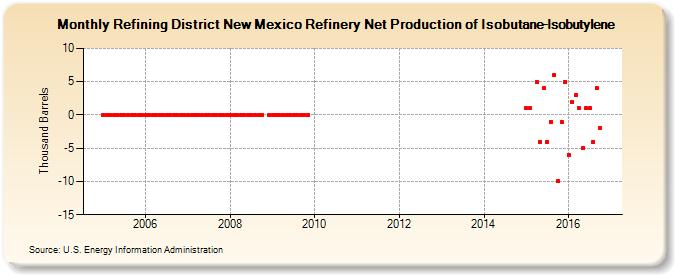 Monthly Refining District New Mexico Refinery Net Production of Isobutane-Isobutylene
Thousand Barrels
10
5
0
-5
-10
-15
2006 2008 2010 2012 2014 2016
Source: U.S. Energy Information Administration